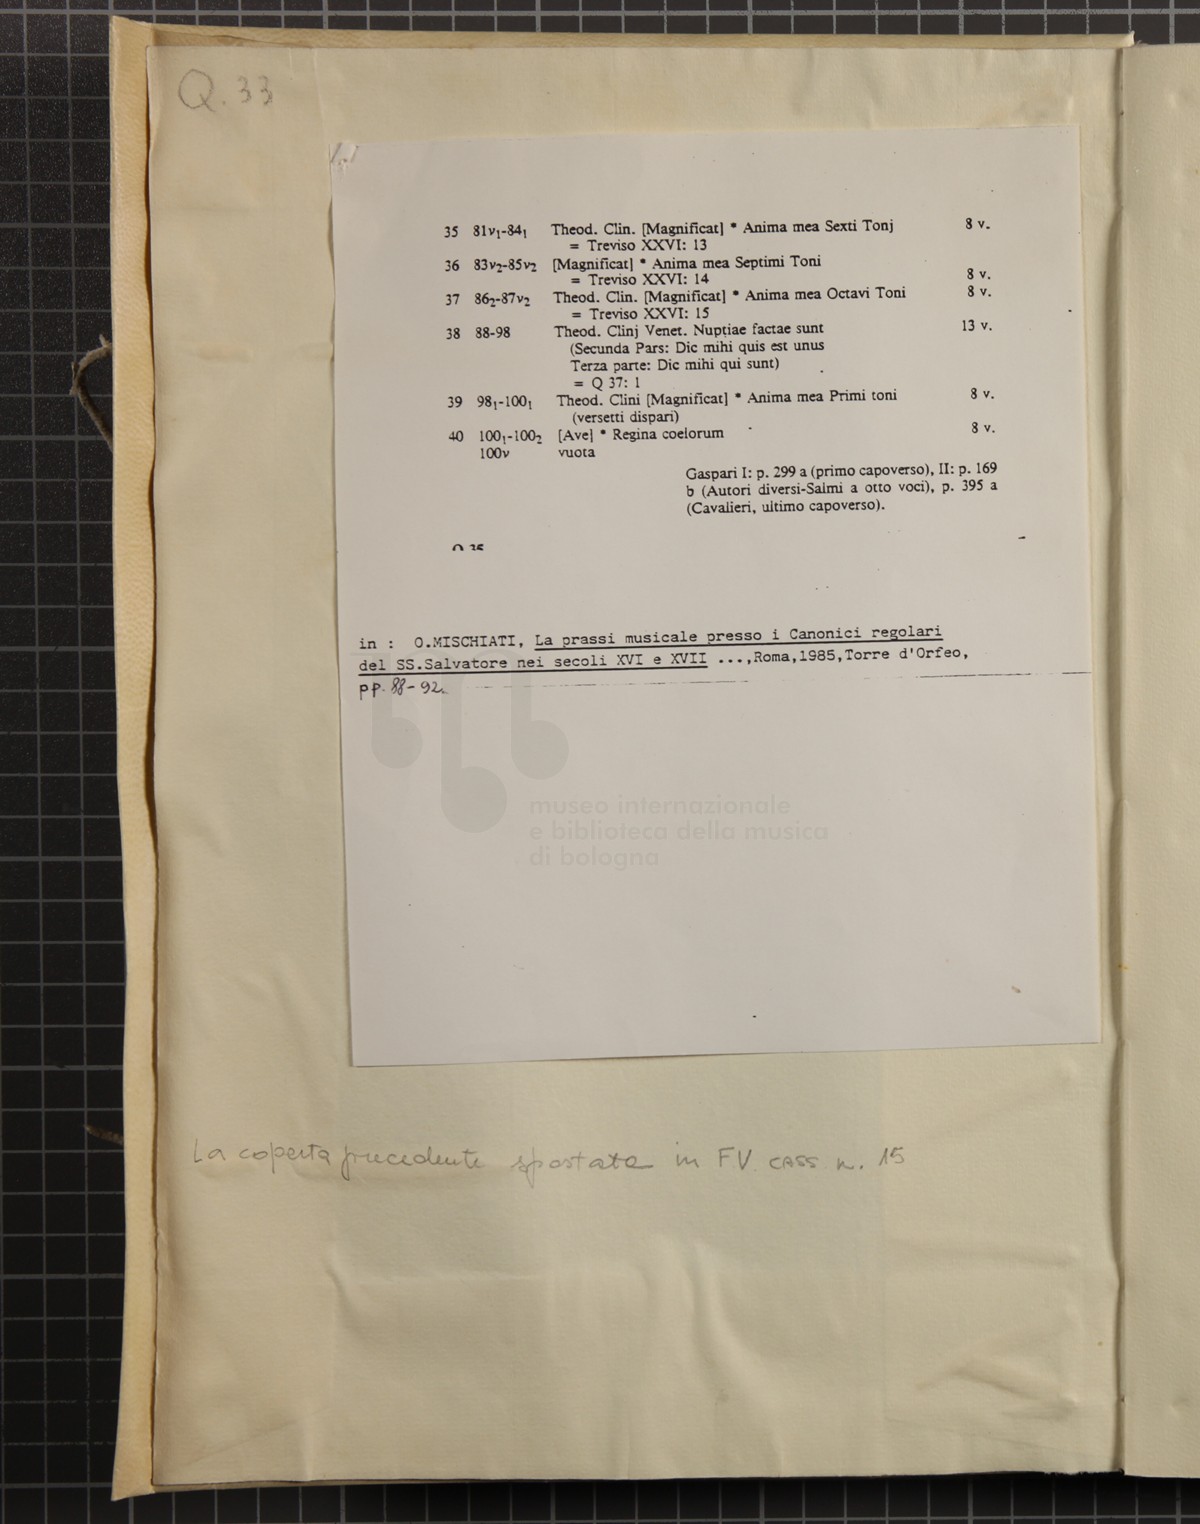 Q. 33
35 81v₁-84₁ Theod. Clin. [Magnificat] * Anima mea Sexti Tonj 8 v.
= Treviso XXVI: 13
36 83v₂-85v₂ [Magnificat] * Anima mea Septimi Toni
= Treviso XXVI: 14 8 v.
37 86₂-87v₂ Theod. Clin. [Magnificat] * Anima mea Octavi Toni 8 v.
= Treviso XXVI: 15
38 88-98 Theod. Clinj Venet. Nuptiae factae sunt 13 v.
(Secunda Pars: Dic mihi quis est unus
Terza parte: Dic mihi qui sunt)
= Q 37: 1
39 98₁-100₁ Theod. Clini [Magnificat] * Anima mea Primi toni 8 v.
(versetti dispari)
40 100₁-100₂ [Ave] * Regina coelorum 8 v.
100v vuota
Gaspari I: p. 299 a (primo capoverso), II: p. 169
b (Autori diversi-Salmi a otto voci), p. 395 a
(Cavalieri, ultimo capoverso).
in : O.MISCHIATI, La prassi musicale presso i Canonici regolari
del SS.Salvatore nei secoli XVI e XVII ...,Roma,1985,Torre d'Orfeo,
pp. 88-92.
museo internazionale
e biblioteca della musica
di bologna
La coperta precedente spostata in F.V. cass n. 15